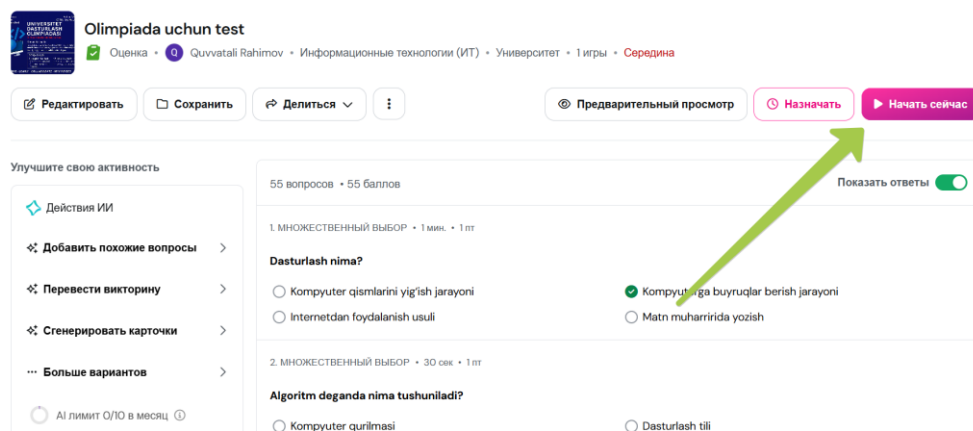 UNIVERSITET
DASTURLASH
OLIMPIADASI
Olimpiada uchun test
Оценка • Q Quvvatali Rahimov • Информационные технологии (ИТ) • Университет • 1 игры • Середина
Редактировать
Сохранить
Делиться
Предварительный просмотр
Назначать
Начать сейчас
Улучшите свою активность
Действия ИИ
Добавить похожие вопросы
Перевести викторину
Сгенерировать карточки
Больше вариантов
AI лимит 0/10 в месяц
55 вопросов • 55 баллов
Показать ответы
1. МНОЖЕСТВЕННЫЙ ВЫБОР • 1 мин. • 1 пт
Dasturlash nima?
Kompyuter qismlarini yig'ish jarayoni
Kompyuterga buyruqlar berish jarayoni
Internetdan foydalanish usuli
Matn muharririda yozish
2. МНОЖЕСТВЕННЫЙ ВЫБОР • 30 сек • 1 пт
Algoritm deganda nima tushuniladi?
Kompyuter qurilmasi
Dasturlash tili